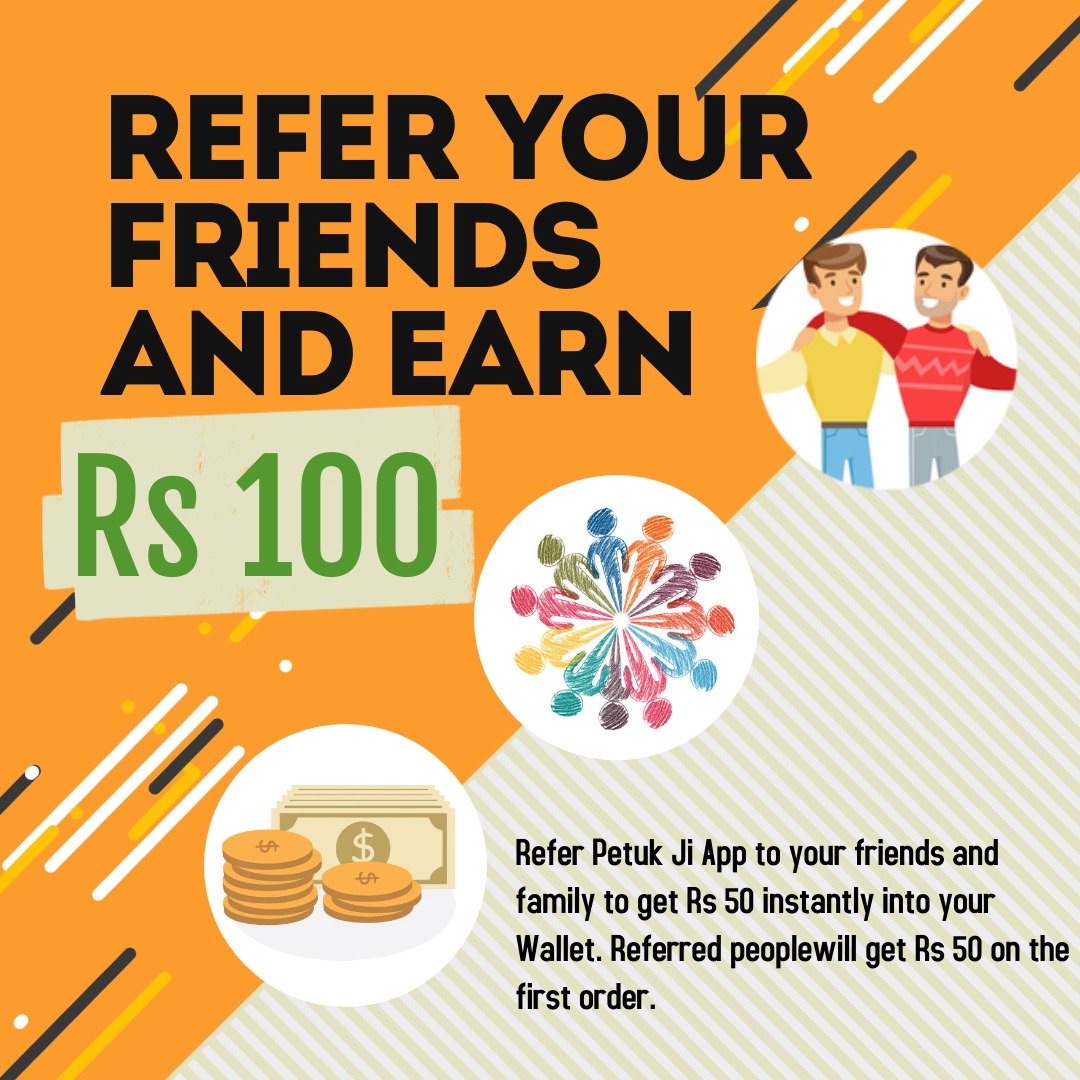 REFER YOUR
FRIENDS
AND EARN
Rs 100
$
$
$
Refer Petuk Ji App to your friends and
family to get Rs 50 instantly into your
Wallet. Referred peoplewill get Rs 50 on the
first order.